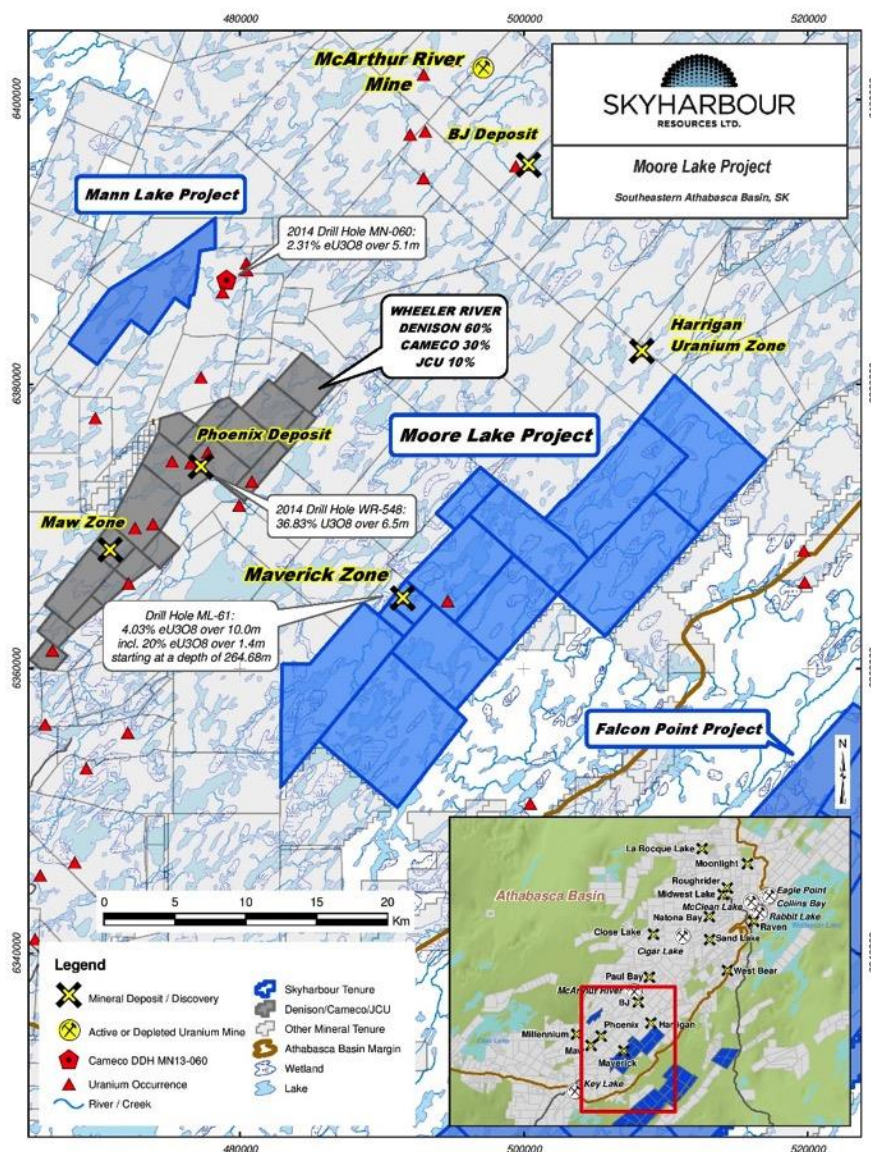 480000
500000
520000
6400000
McArthur River
Mine
BJ Deposit
SKYHARBOUR
RESOURCES LTD.
Moore Lake Project
Southeastern Athabasca Basin, SK
Mann Lake Project
2014 Drill Hole MN-060:
2.31% eU3O8 over 5.1m
WHEELER RIVER
DENISON 60%
CAMECO 30%
JCU 10%
Harrigan
Uranium Zone
6380000
Moore Lake Project
Phoenix Deposit
2014 Drill Hole WR-548:
36.83% U3O8 over 6.5m
Maw Zone
Maverick Zone
Drill Hole ML-61:
4.03% eU3O8 over 10.0m
incl. 20% eU3O8 over 1.4m
starting at a depth of 264.68m
6360000
Falcon Point Project
N
0 5 10 15 20
Km
6340000
Legend
Mineral Deposit / Discovery
Active or Depleted Uranium Mine
Cameco DDH MN13-060
Uranium Occurrence
River / Creek
Skyharbour Tenure
Denison/Cameco/JCU
Other Mineral Tenure
Athabasca Basin Margin
Wetland
Lake
Athabasca Basin
La Rocque Lake
Moonlight
Roughrider
Midwest Lake
McClean Lake
Eagle Point
Collins Bay
Rabbit Lake
Natona Bay
Raven
Close Lake
Cigar Lake
Sand Lake
Paul Bay
West Bear
McArthur River
BJ
Millennium
Phoenix
Harrigan
Maw
Maverick
Key Lake
480000
500000
520000